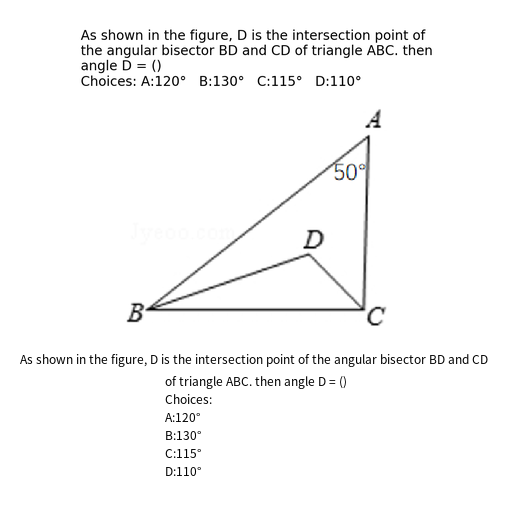 As shown in the figure, D is the intersection point of
the angular bisector BD and CD of triangle ABC. then
angle D = ()
Choices: A:120° B:130° C:115° D:110°
A
50°
D
B
C
As shown in the figure, D is the intersection point of the angular bisector BD and CD
of triangle ABC. then angle D = ()
Choices:
A:120°
B:130°
C:115°
D:110°